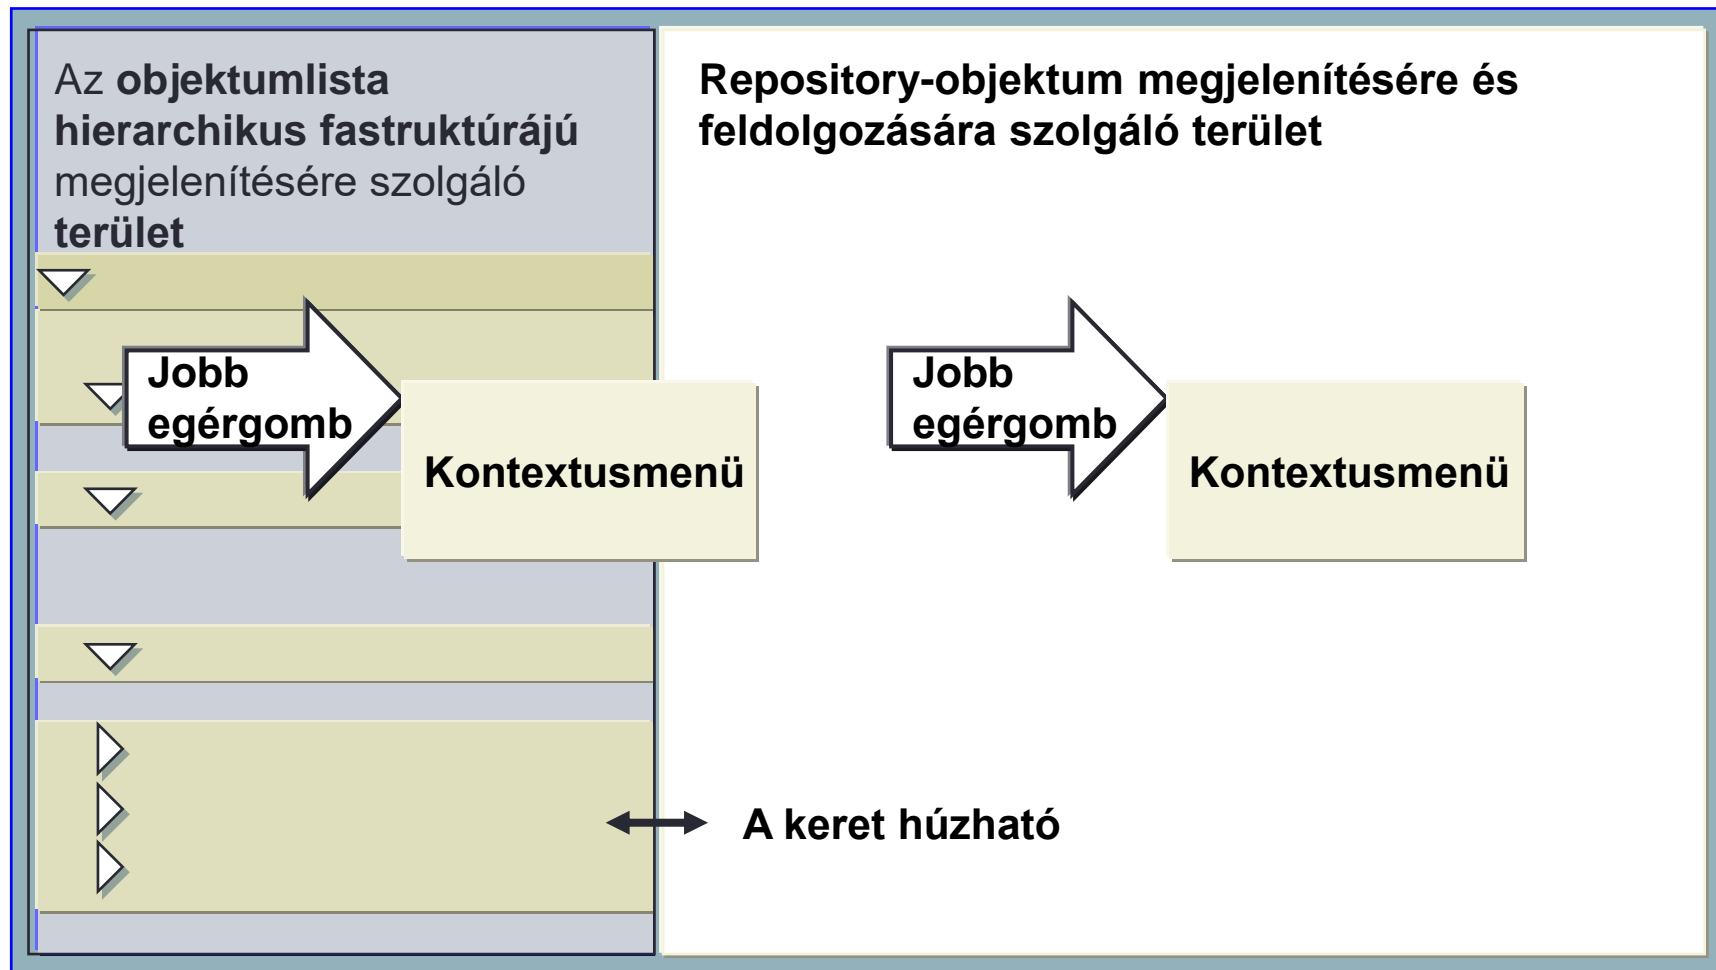 Az objektumlista
hierarchikus fastruktúrájú
megjelenítésére szolgáló
terület
Repository-objektum megjelenítésére és
feldolgozására szolgáló terület
Jobb
egérgomb
Kontextusmenü
Jobb
egérgomb
Kontextusmenü
A keret húzható